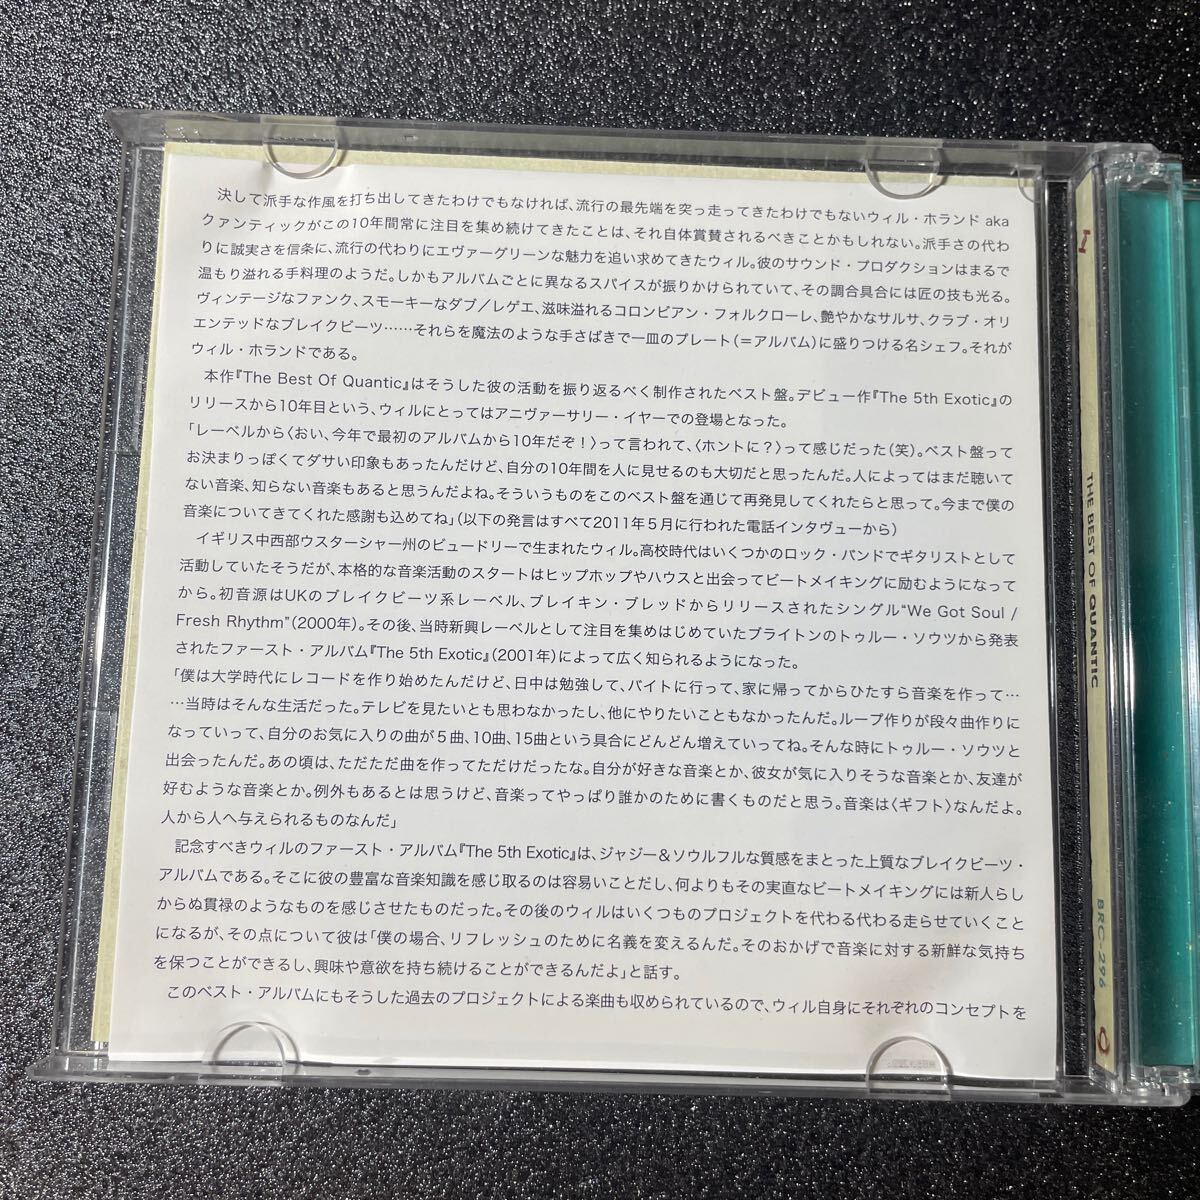 決して派手な作風を打ち出してきたわけでもなければ、流行の最先端を突っ走ってきたわけでもないウィル・ホランド aka
クァンティックがこの10年間常に注目を集め続けてきたことは、それ自体賞賛されるべきことかもしれない。派手さの代わ
りに誠実さを信条に、流行の代わりにエヴァーグリーンな魅力を追い求めてきたウィル。彼のサウンド・プロダクションはまるで
温もり溢れる手料理のようだ。しかもアルバムごとに異なるスパイスが振りかけられていて、その調合具合には匠の技も光る。
ヴィンテージなファンク、スモーキーなダブ／レゲエ、滋味溢れるコロンビアン・フォルクローレ、艶やかなサルサ、クラブ・オリ
エンテッドなブレイクビーツ……それらを魔法のような手さばきで一皿のプレート（＝アルバム）に盛りつける名シェフ。それが
ウィル・ホランドである。
本作『The Best Of Quantic』はそうした彼の活動を振り返るべく制作されたベスト盤。デビュー作『The 5th Exotic』の
リリースから10年目という、ウィルにとってはアニヴァーサリー・イヤーでの登場となった。
「レーベルから〈おい、今年で最初のアルバムから10年だぞ！〉って言われて、〈ホントに？〉って感じだった（笑）。ベスト盤って
お決まりっぽくてダサい印象もあったんだけど、自分の10年間を人に見せるのも大切だと思ったんだ。人によってはまだ聴いて
ない音楽、知らない音楽もあると思うんだよね。そういうものをこのベスト盤を通じて再発見してくれたらと思って。今まで僕の
音楽についてきてくれた感謝も込めてね」（以下の発言はすべて2011年５月に行われた電話インタヴューから）
イギリス中西部ウスターシャー州のビュードリーで生まれたウィル。高校時代はいくつかのロック・バンドでギタリストとして
活動していたそうだが、本格的な音楽活動のスタートはヒップホップやハウスと出会ってビートメイキングに励むようになって
から。初音源はUKのブレイクビーツ系レーベル、ブレイキン・ブレッドからリリースされたシングル“We Got Soul /
Fresh Rhythm”（2000年）。その後、当時新興レーベルとして注目を集めはじめていたブライトンのトゥルー・ソウツから発表
されたファースト・アルバム『The 5th Exotic』（2001年）によって広く知られるようになった。
「僕は大学時代にレコードを作り始めたんだけど、日中は勉強して、バイトに行って、家に帰ってからひたすら音楽を作って…
…当時はそんな生活だった。テレビを見たいとも思わなかったし、他にやりたいこともなかったんだ。ループ作りが段々曲作りに
なっていって、自分のお気に入りの曲が５曲、10曲、15曲という具合にどんどん増えていってね。そんな時にトゥルー・ソウツと
出会ったんだ。あの頃は、ただただ曲を作ってただけだったな。自分が好きな音楽とか、彼女が気に入りそうな音楽とか、友達が
好むような音楽とか。例外もあるとは思うけど、音楽ってやっぱり誰かのために書くものだと思う。音楽は〈ギフト〉なんだよ。
人から人へ与えられるものなんだ」
記念すべきウィルのファースト・アルバム『The 5th Exotic』は、ジャジー＆ソウルフルな質感をまとった上質なブレイクビーツ・
アルバムである。そこに彼の豊富な音楽知識を感じ取るのは容易いことだし、何よりもその実直なビートメイキングには新人らし
からぬ貫禄のようなものを感じさせたものだった。その後のウィルはいくつものプロジェクトを代わる代わる走らせていくこと
になるが、その点について彼は「僕の場合、リフレッシュのために名義を変えるんだ。そのおかげで音楽に対する新鮮な気持ち
を保つことができるし、興味や意欲を持ち続けることができるんだよ」と話す。
このベスト・アルバムにもそうした過去のプロジェクトによる楽曲も収められているので、ウィル自身にそれぞれのコンセプトを
THE BEST OF QUANTIC
BRC-296